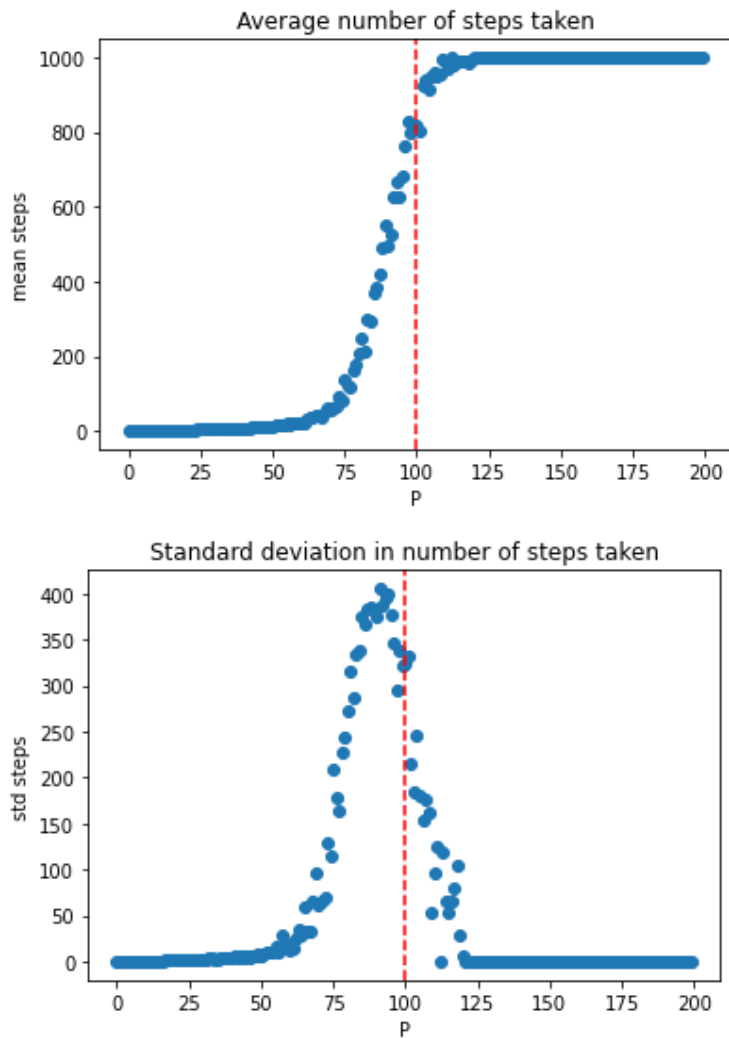 Average number of steps taken
1000
800
600
400
200
0
mean steps
0 25 50 75 100 125 150 175 200
P
Standard deviation in number of steps taken
400
350
300
250
200
150
100
50
0
std steps
0 25 50 75 100 125 150 175 200
P